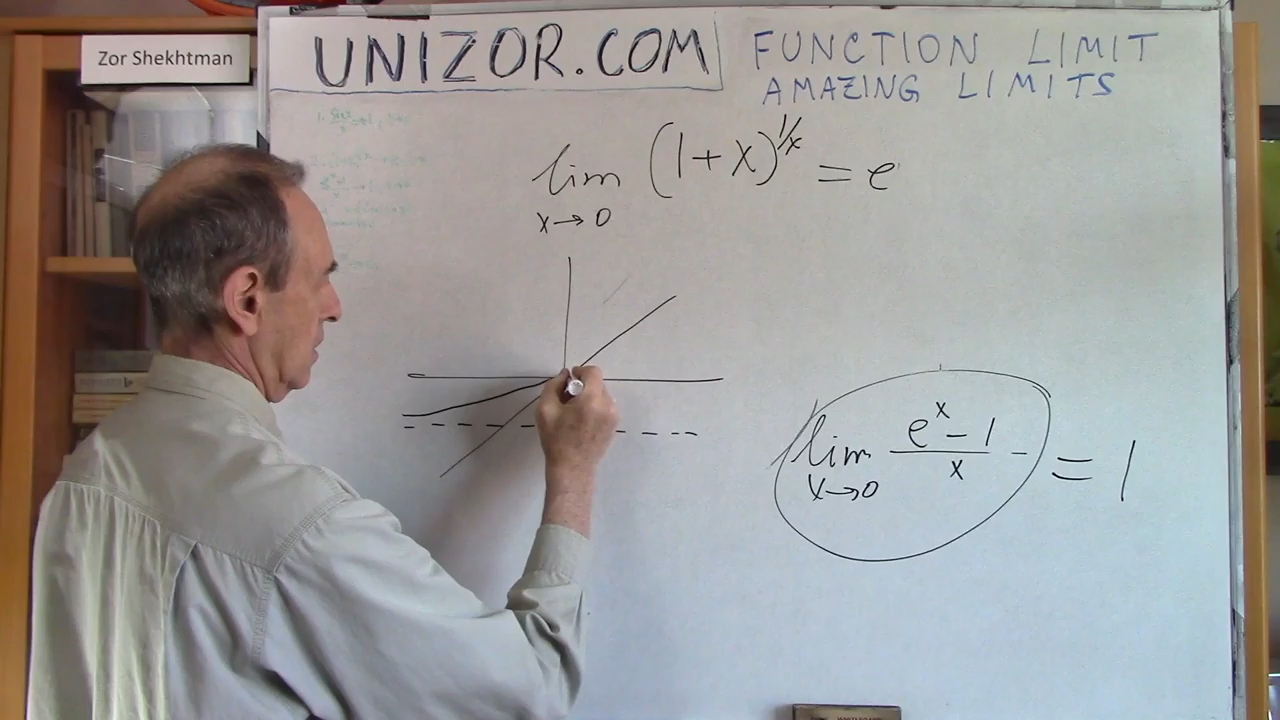 Zor Shekhtman
UNIZOR.COM
FUNCTION LIMIT
AMAZING LIMITS
lim (1+x)^1/x = e
x→0
lim e^x - 1 / x = 1
x→0